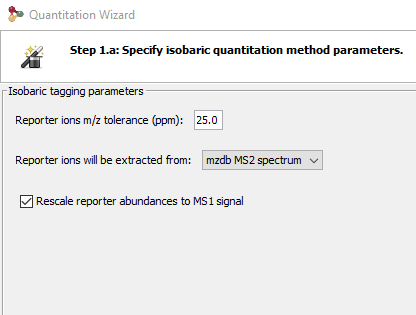 Quantitation Wizard
Step 1.a: Specify isobaric quantitation method parameters.
Isobaric tagging parameters
Reporter ions m/z tolerance (ppm): 25.0
Reporter ions will be extracted from: mzdb MS2 spectrum
Rescale reporter abundances to MS1 signal